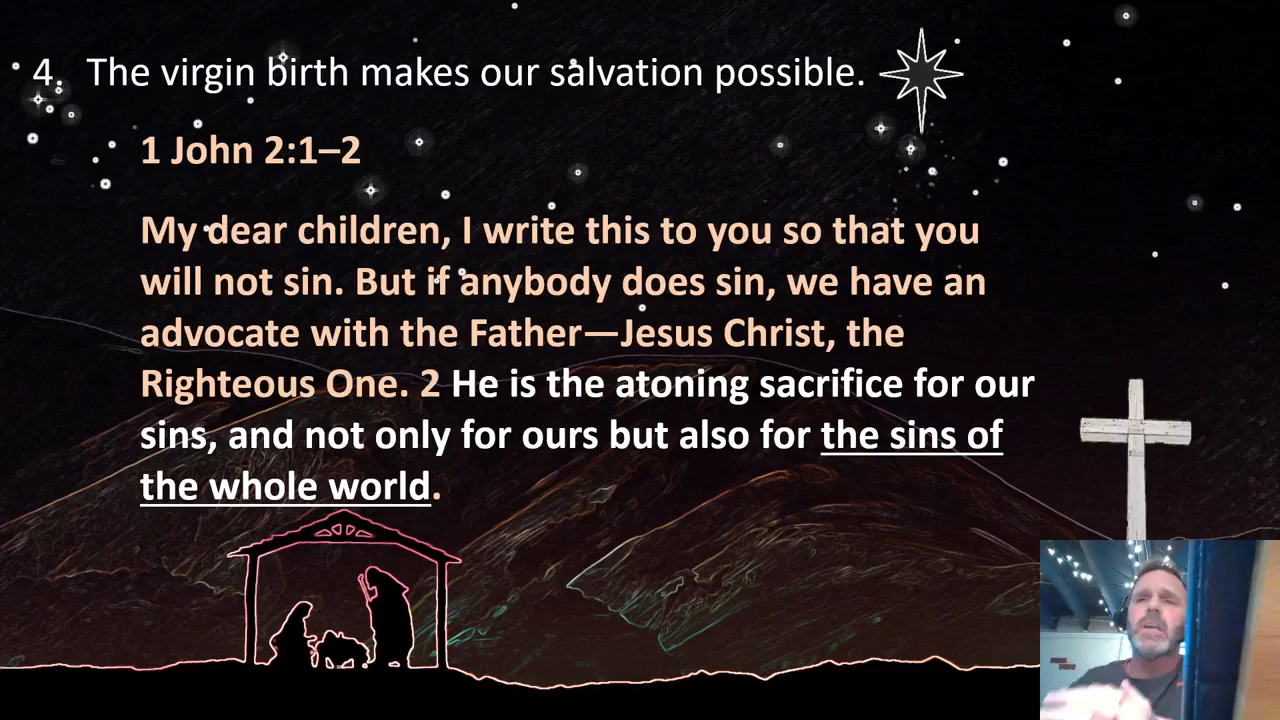 4. The virgin birth makes our salvation possible.
1 John 2:1–2
My dear children, I write this to you so that you
will not sin. But if anybody does sin, we have an
advocate with the Father—Jesus Christ, the
Righteous One. 2 He is the atoning sacrifice for our
sins, and not only for ours but also for the sins of
the whole world.